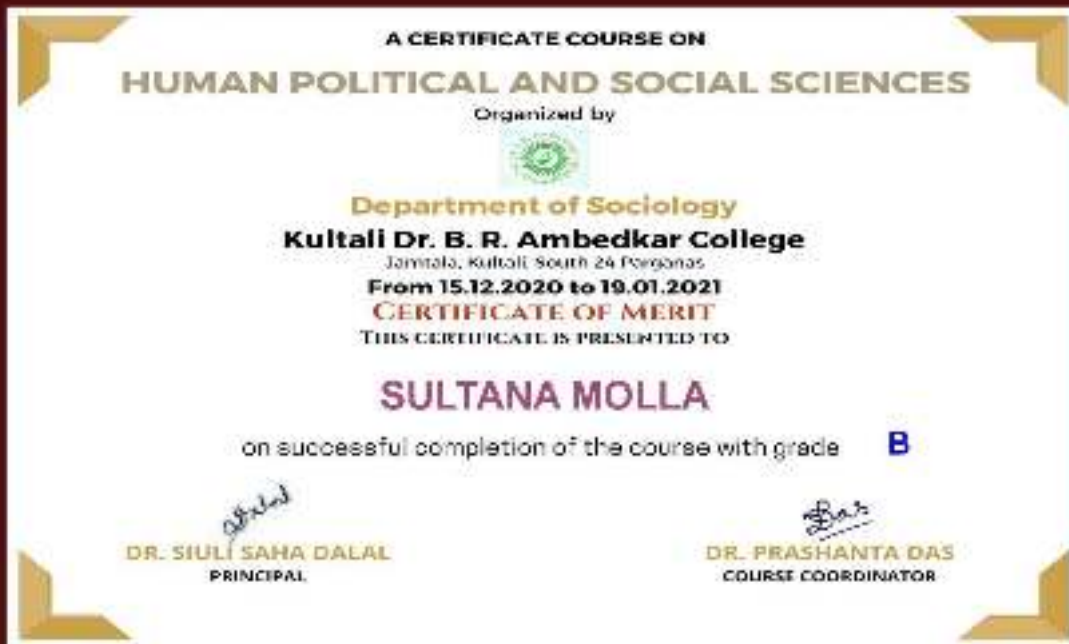 A CERTIFICATE COURSE ON
HUMAN POLITICAL AND SOCIAL SCIENCES
Organized by
Department of Sociology
Kultali Dr. B. R. Ambedkar College
Jamtala, Kultali, South 24 Parganas
From 15.12.2020 to 19.01.2021
CERTIFICATE OF MERIT
THIS CERTIFICATE IS PRESENTED TO
SULTANA MOLLA
on successful completion of the course with grade B
Das
DR. SIULI SAHA DALAL DR. PRASHANTA DAS
PRINCIPAL COURSE COORDINATOR